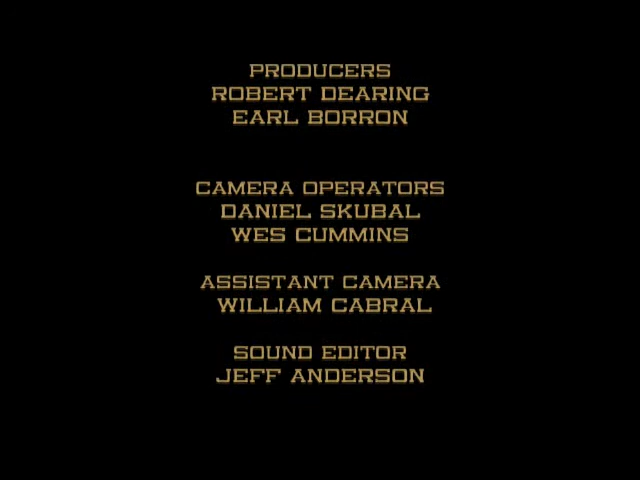 PRODUCERS
ROBERT DEARING
EARL BORRON
CAMERA OPERATORS
DANIEL SKUBAL
WES CUMMINS
ASSISTANT CAMERA
WILLIAM CABRAL
SOUND EDITOR
JEFF ANDERSON